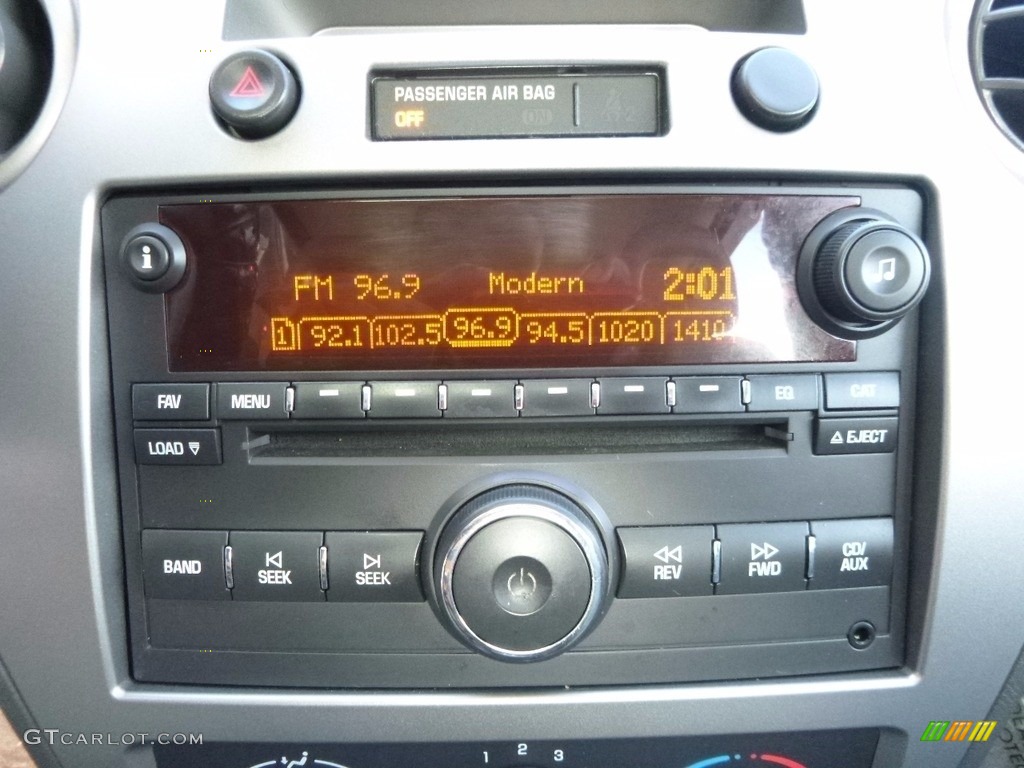 PASSENGER AIR BAG
OFF ON 2
i
FM 96.9 Modern 2:01
1 92.1 102.5 96.9 94.5 1020 1410
FAV MENU EQ CAT
LOAD EJECT
BAND SEEK SEEK REV FWD CD/AUX
1 2 3
GTCARLOT.COM